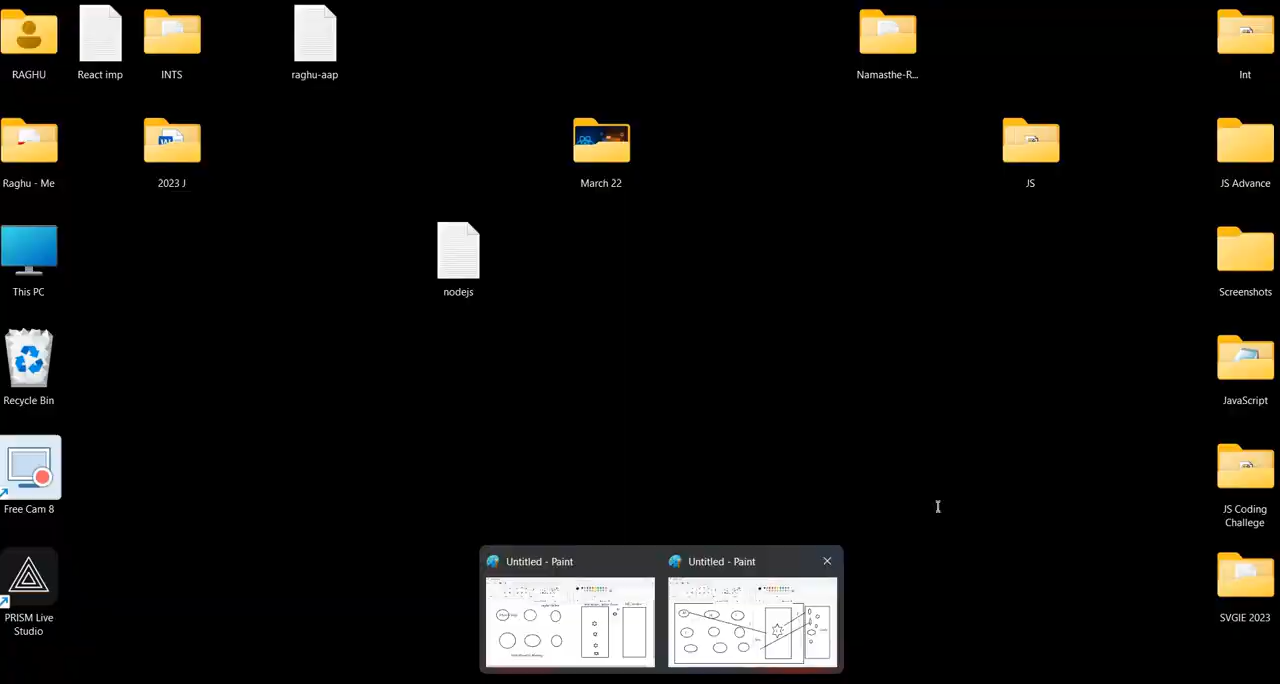 RAGHU
React imp
INTS
raghu-aap
Namasthe-R...
Int
Raghu - Me
2023 J
March 22
JS
JS Advance
This PC
nodejs
Screenshots
Recycle Bin
JavaScript
Free Cam 8
JS Coding
Challege
PRISM Live
Studio
SVGIE 2023
Untitled - Paint
Untitled - Paint